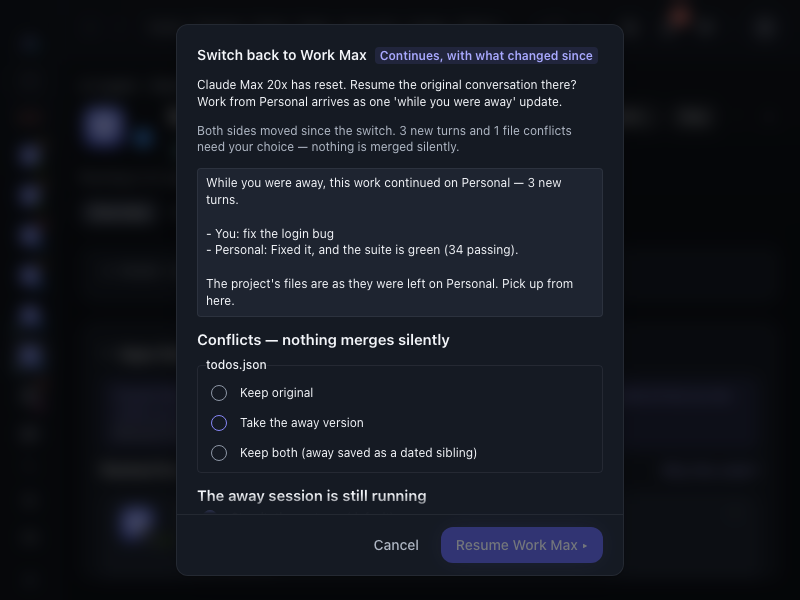 Switch back to Work Max Continues, with what changed since
Claude Max 20x has reset. Resume the original conversation there?
Work from Personal arrives as one 'while you were away' update.
Both sides moved since the switch. 3 new turns and 1 file conflicts
need your choice — nothing is merged silently.
While you were away, this work continued on Personal — 3 new
turns.
- You: fix the login bug
- Personal: Fixed it, and the suite is green (34 passing).
The project's files are as they were left on Personal. Pick up from
here.
Conflicts — nothing merges silently
todos.json
Keep original
Take the away version
Keep both (away saved as a dated sibling)
The away session is still running
Cancel
Resume Work Max ▸